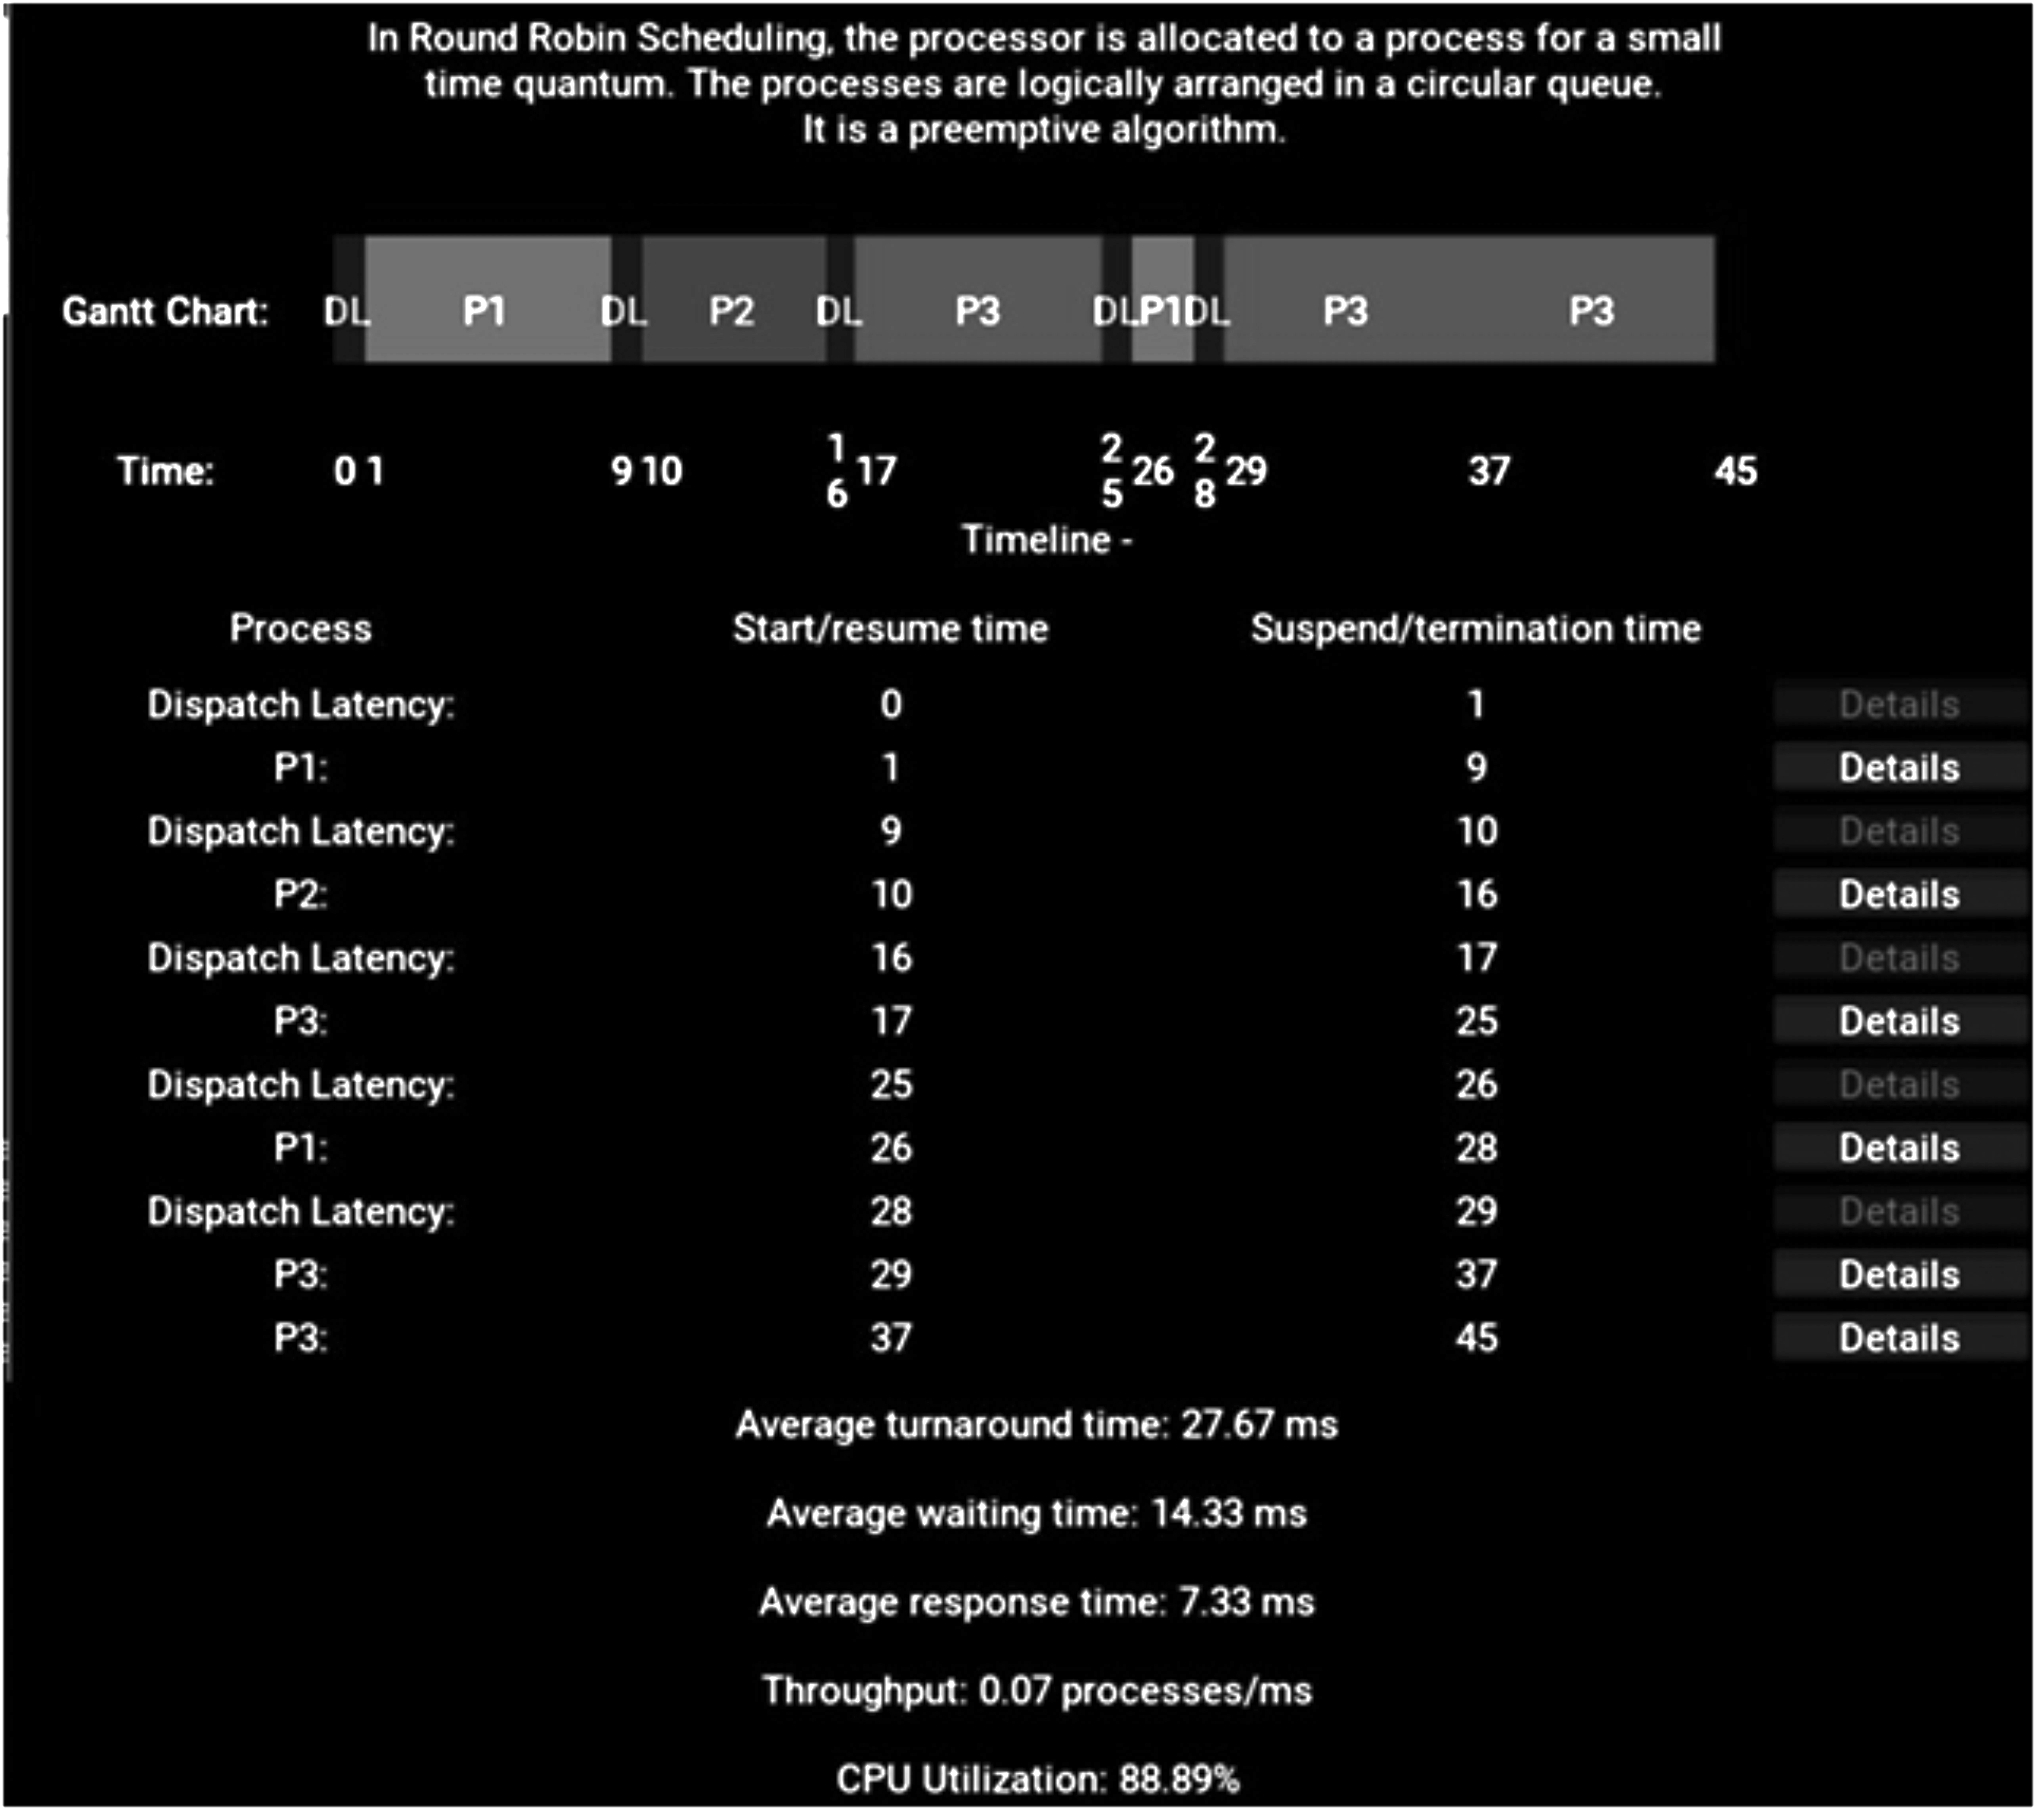 In Round Robin Scheduling, the processor is allocated to a process for a small
time quantum. The processes are logically arranged in a circular queue.
It is a preemptive algorithm.
Gantt Chart: DL P1 DL P2 DL P3 DL P1 DL P3 P3
Time: 0 1 9 10 16 17 25 26 28 29 37 45
Timeline -
Process Start/resume time Suspend/termination time
Dispatch Latency: 0 1 Details
P1: 1 9 Details
Dispatch Latency: 9 10 Details
P2: 10 16 Details
Dispatch Latency: 16 17 Details
P3: 17 25 Details
Dispatch Latency: 25 26 Details
P1: 26 28 Details
Dispatch Latency: 28 29 Details
P3: 29 37 Details
P3: 37 45 Details
Average turnaround time: 27.67 ms
Average waiting time: 14.33 ms
Average response time: 7.33 ms
Throughput: 0.07 processes/ms
CPU Utilization: 88.89%